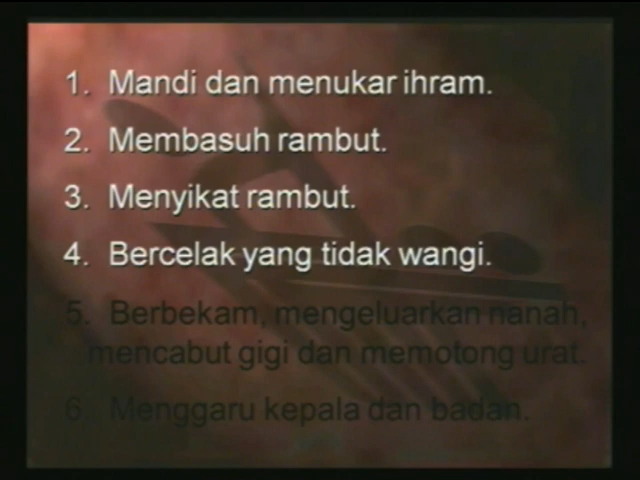 1. Mandi dan menukar ihram.
2. Membasuh rambut.
3. Menyikat rambut.
4. Bercelak yang tidak wangi.
5. Berbekam, mengeluarkan nanah,
mencabut gigi dan memotong urat.
6. Menggaru kepala dan badan.